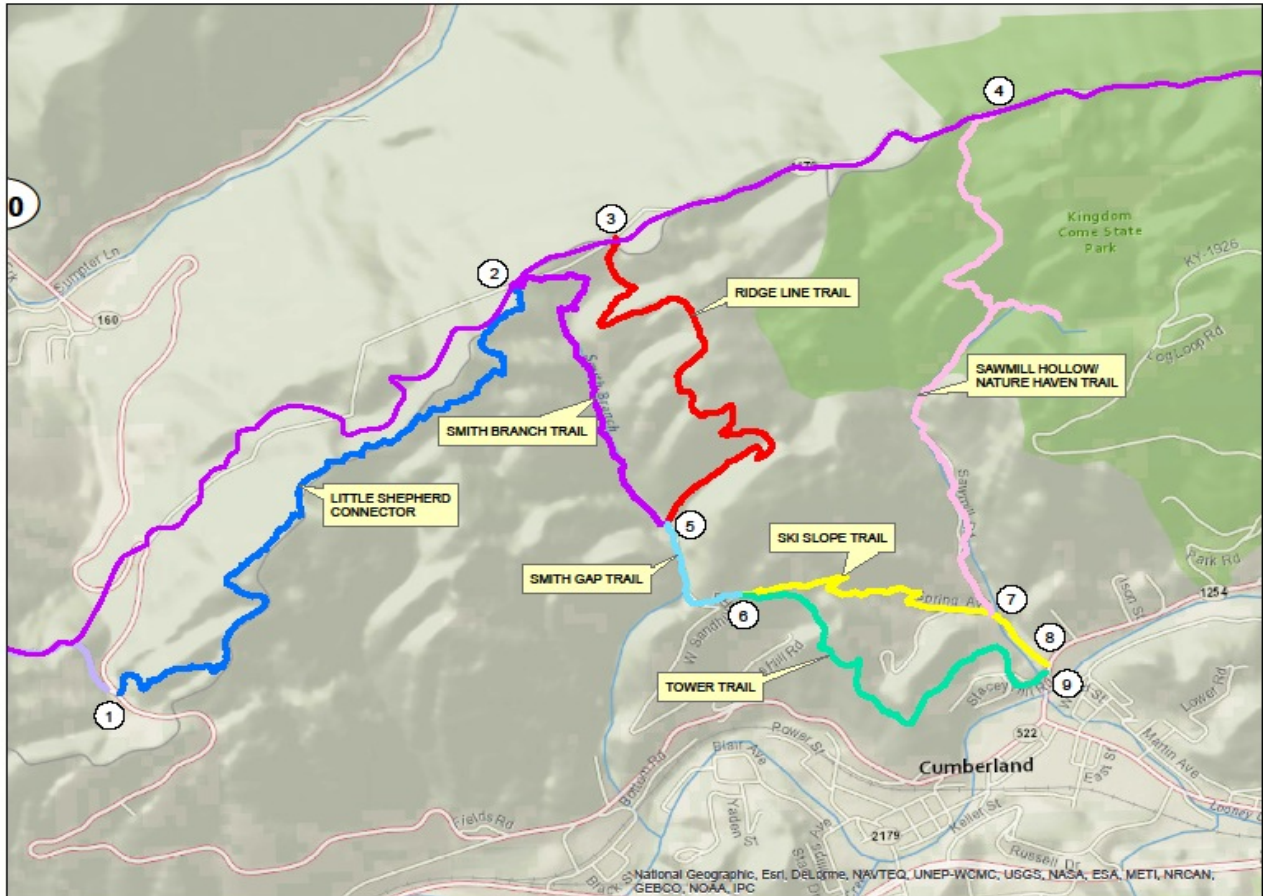 4
3
Kingdom
Come State
Park
0
KY-1926
Sumpter Ln
2
RIDGE LINE TRAIL
160
Log Loop Rd
SAWMILL HOLLOW/
NATURE HAVEN TRAIL
Smith Branch
SMITH BRANCH TRAIL
LITTLE SHEPHERD
CONNECTOR
5
SKI SLOPE TRAIL
Park Rd
SMITH GAP TRAIL
1254
7
6
8
TOWER TRAIL
9
Lower Rd
1
522
Power St
Martin Ave
Blair Ave
Cumberland
East St
Fields Rd
Yaden St
Keller St
2179
Russell Dr
National Geographic, Esri, DeLorme, NAVTEQ, UNEP-WCMC, USGS, NASA, ESA, METI, NRCAN,
GEBCO, NOAA, IPC